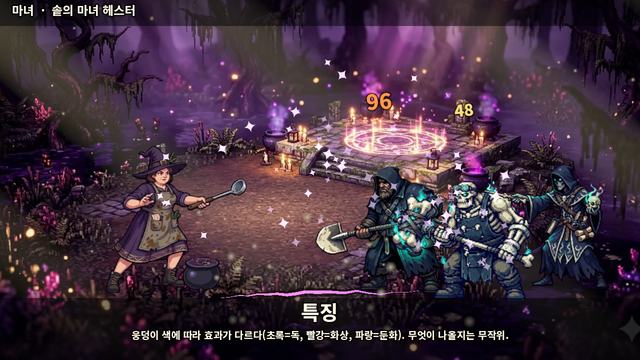 마녀 · 솥의 마녀 헤스터
96
48
특징
웅덩이 색에 따라 효과가 다르다(초록=독, 빨강=화상, 파랑=둔화). 무엇이 나올지는 무작위.